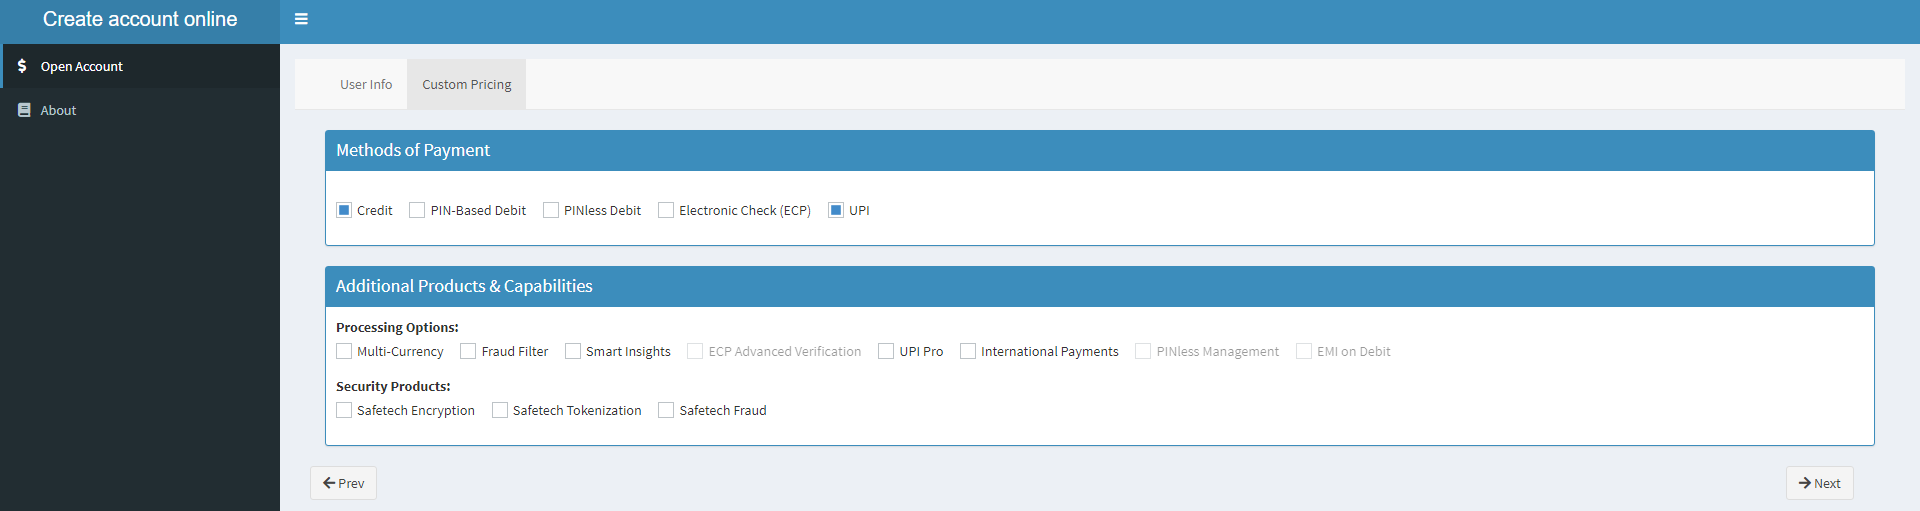 Create account online
Open Account
About
User Info Custom Pricing
Methods of Payment
Credit PIN-Based Debit PINless Debit Electronic Check (ECP) UPI
Additional Products & Capabilities
Processing Options:
Multi-Currency Fraud Filter Smart Insights ECP Advanced Verification UPI Pro International Payments PINless Management EMI on Debit
Security Products:
Safetech Encryption Safetech Tokenization Safetech Fraud
Prev Next